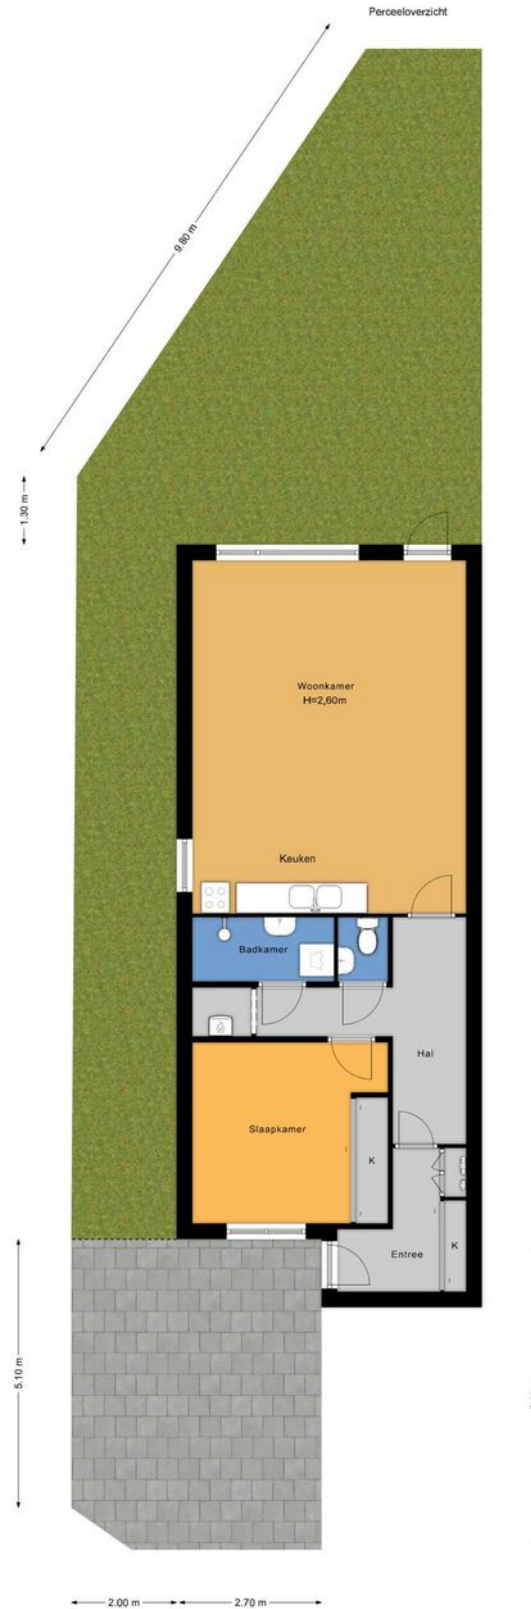 Perceeloverzicht
9.80 m
1.30 m
Woonkamer
H=2,60m
Keuken
Badkamer
Hal
Slaapkamer
K
Entree
K
5.10 m
2.00 m
2.70 m